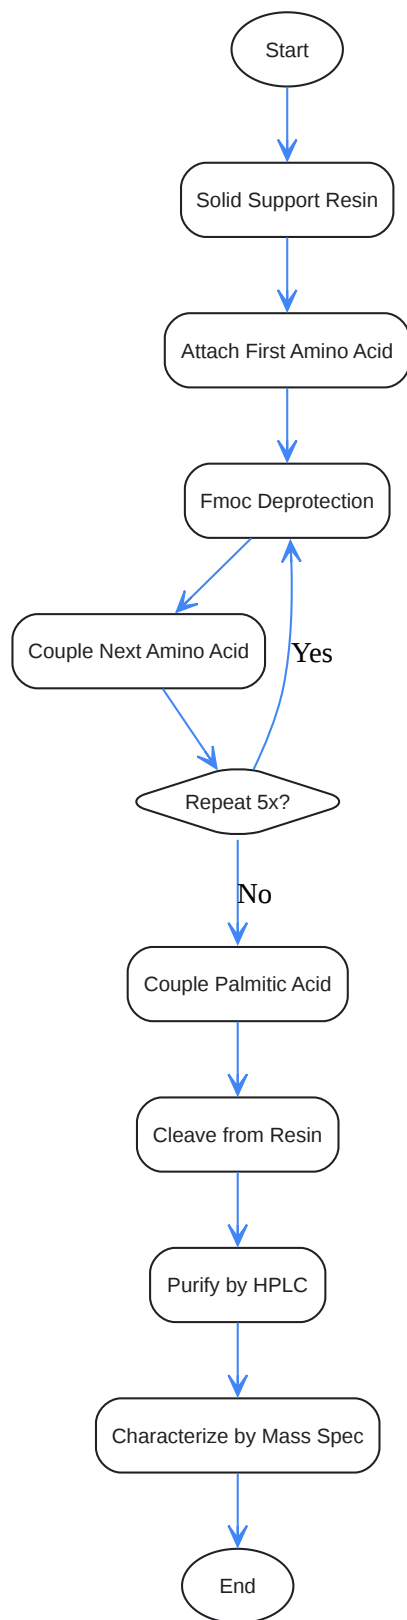 Start
Solid Support Resin
Attach First Amino Acid
Fmoc Deprotection
Couple Next Amino Acid
Yes
Repeat 5x?
No
Couple Palmitic Acid
Cleave from Resin
Purify by HPLC
Characterize by Mass Spec
End